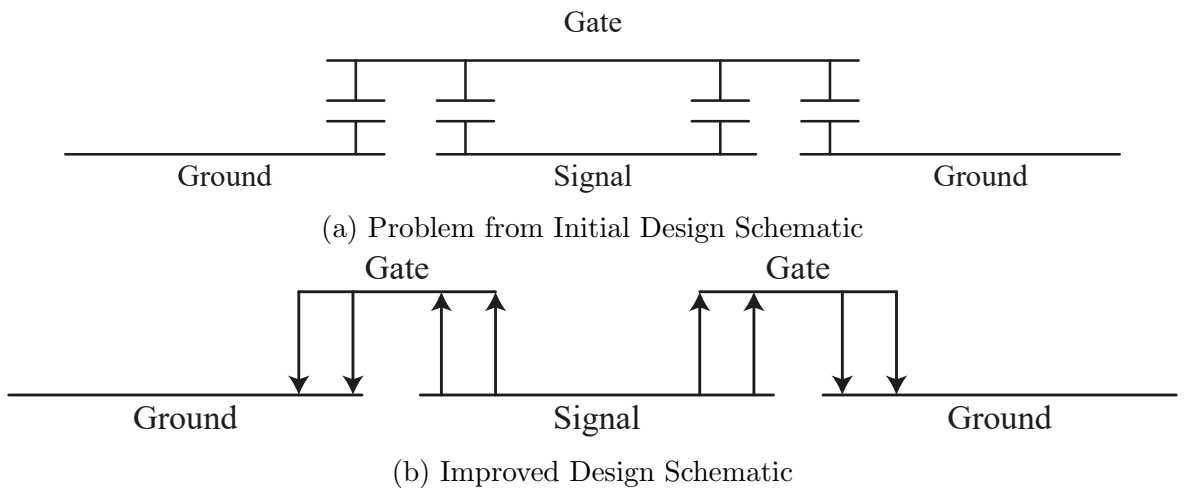 Gate
Ground Signal Ground
(a) Problem from Initial Design Schematic
Gate Gate
Ground Signal Ground
(b) Improved Design Schematic